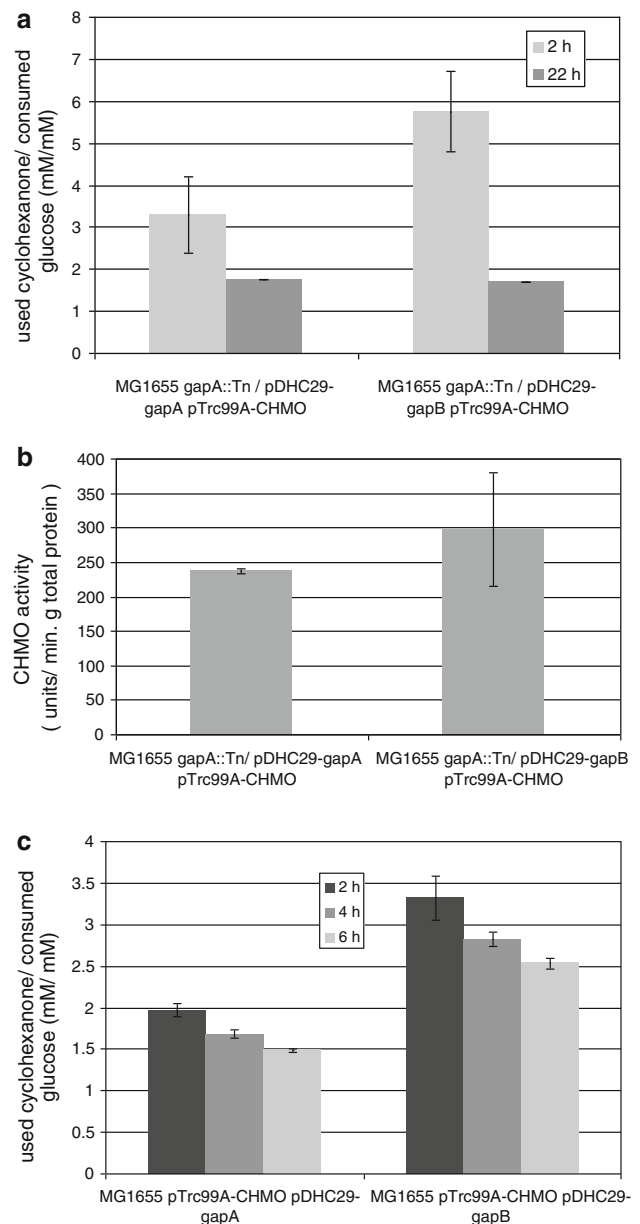 a
used cyclohexanone/ consumed
glucose (mM/mM)
8
7
6
5
4
3
2
1
0
2 h
22 h
MG1655 gapA::Tn / pDHC29-
gapA pTrc99A-CHMO
MG1655 gapA::Tn / pDHC29-
gapB pTrc99A-CHMO
b
CHMO activity
( units/ min. g total protein )
400
350
300
250
200
150
100
50
0
MG1655 gapA::Tn/ pDHC29-gapA
pTrc99A-CHMO
MG1655 gapA::Tn/ pDHC29-gapB
pTrc99A-CHMO
c
used cyclohexanone/ consumed
glucose (mM/ mM)
4
3.5
3
2.5
2
1.5
1
0.5
0
2 h
4 h
6 h
MG1655 pTrc99A-CHMO pDHC29-
gapA
MG1655 pTrc99A-CHMO pDHC29-
gapB